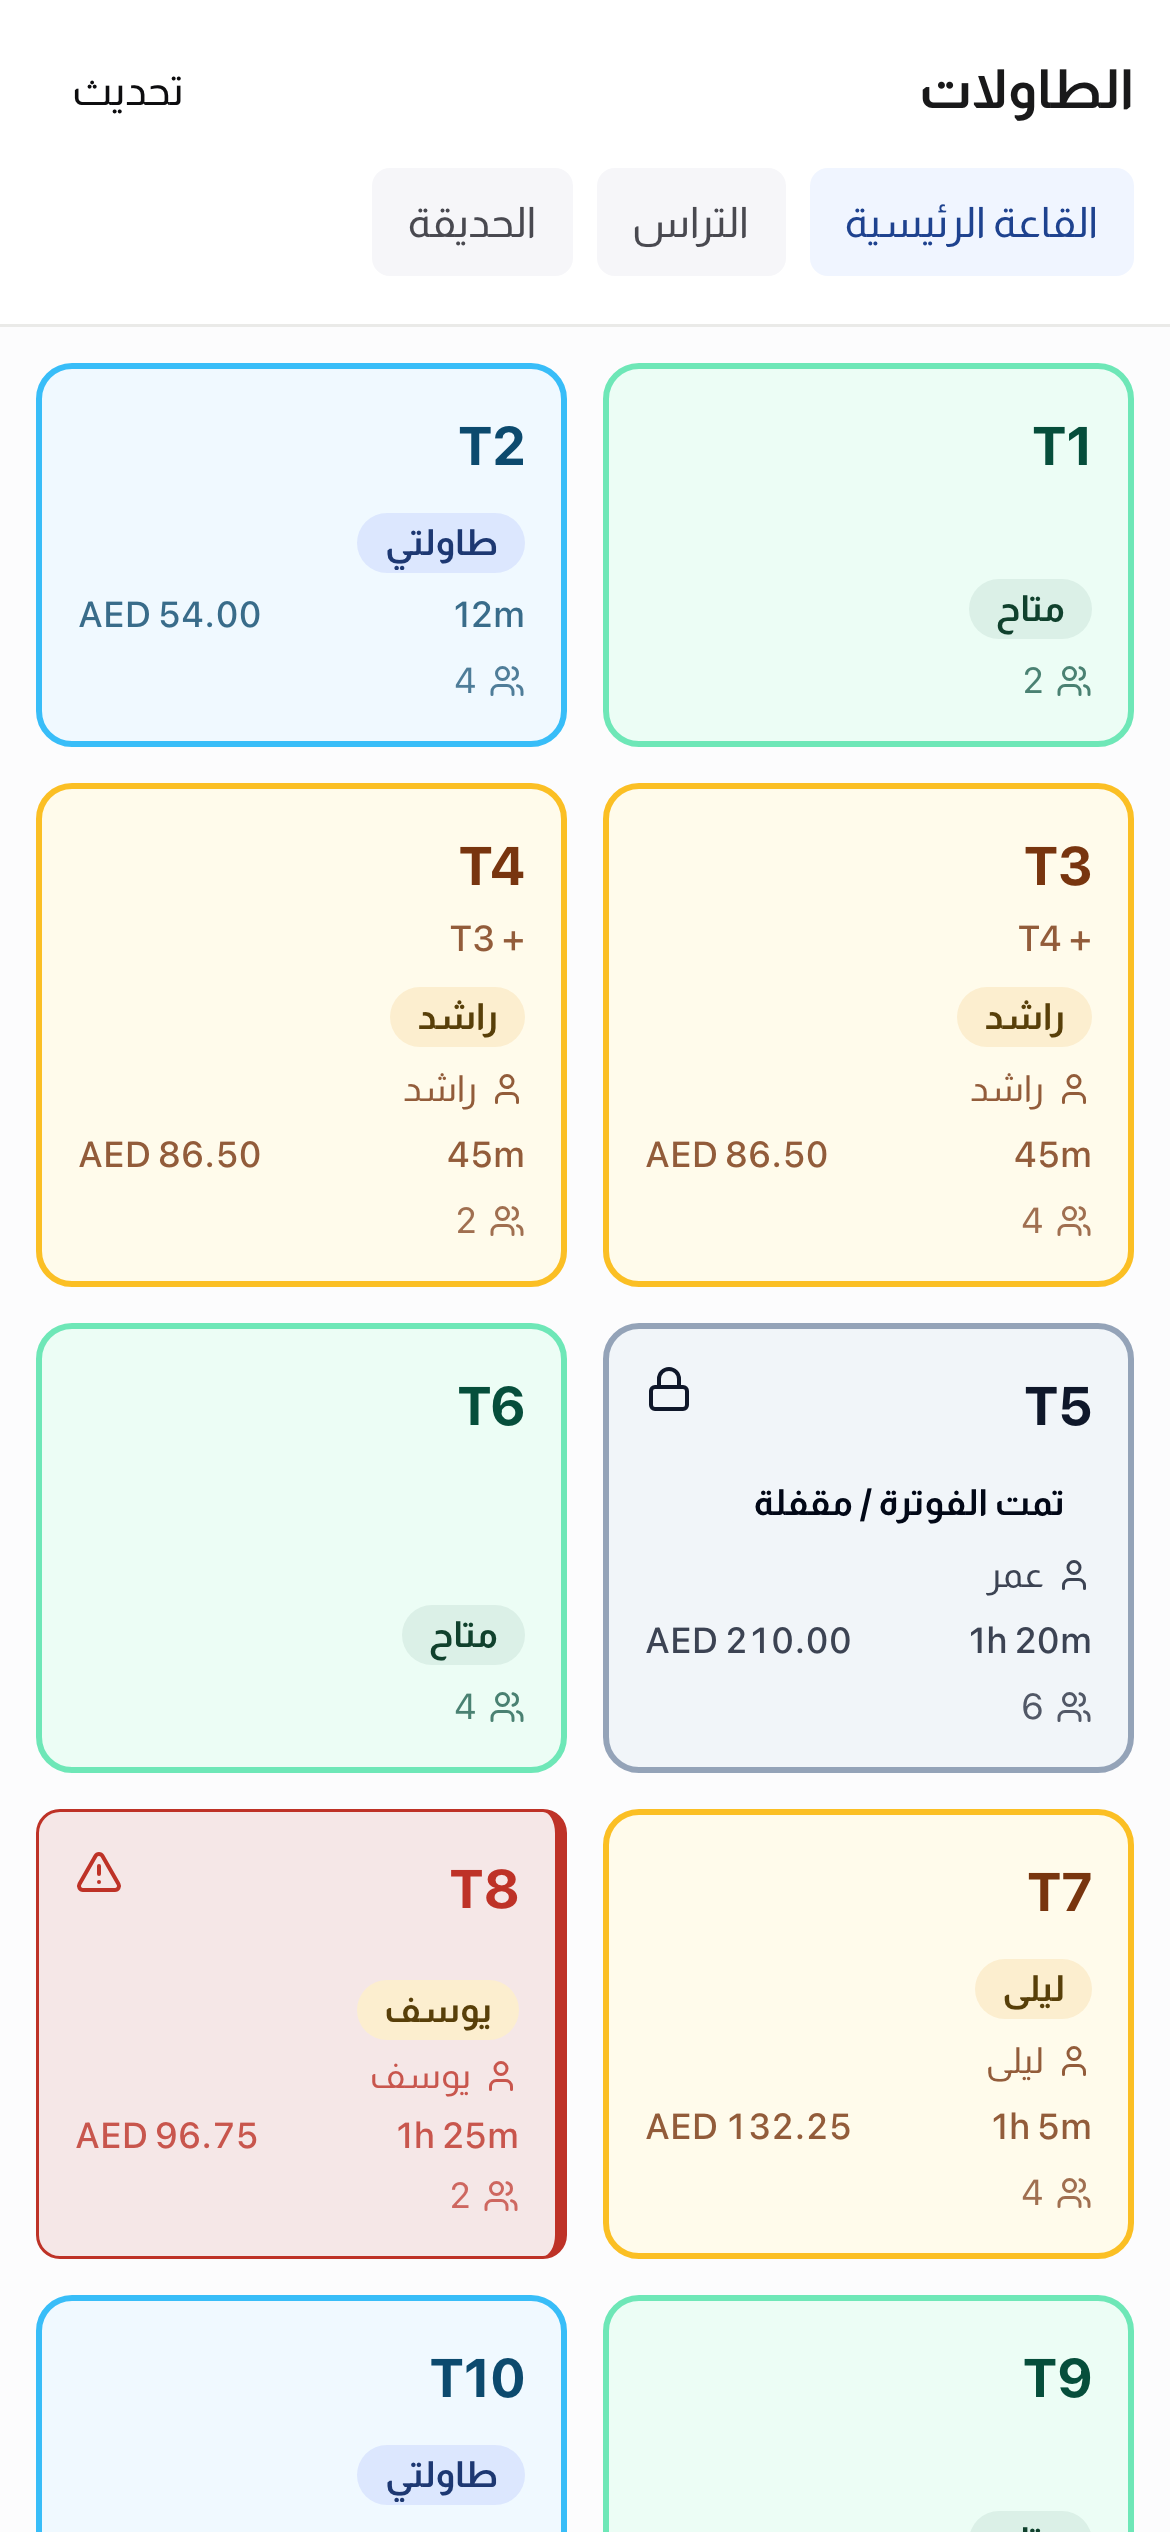 الطاولات
تحديث
القاعة الرئيسية
التراس
الحديقة
T1
متاح
2
T2
طاولتي
12m
AED 54.00
4
T3
T4 +
راشد
راشد
45m
AED 86.50
4
T4
T3 +
راشد
راشد
45m
AED 86.50
2
T5
تمت الفوترة / مقفلة
عمر
1h 20m
AED 210.00
6
T6
متاح
4
T7
ليلى
ليلى
1h 5m
AED 132.25
4
T8
يوسف
يوسف
1h 25m
AED 96.75
2
T9
T10
طاولتي